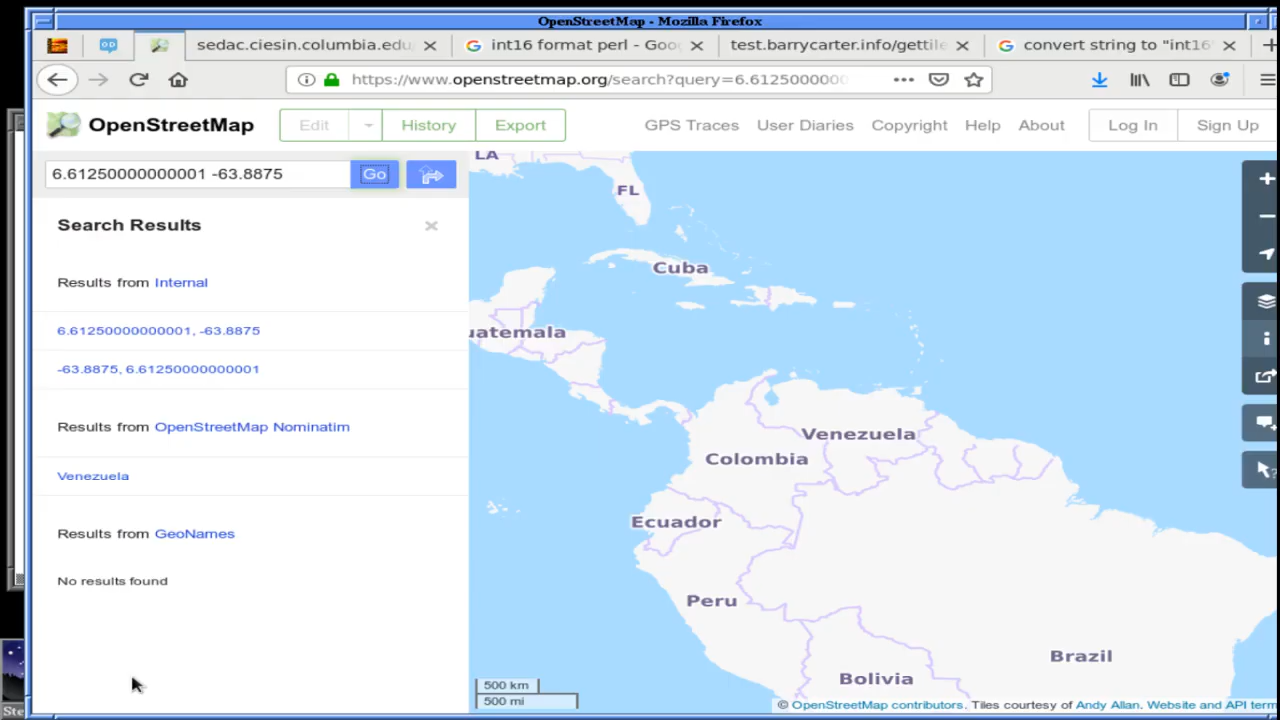 OpenStreetMap - Mozilla Firefox
sedac.ciesin.columbia.edu
int16 format perl - Goo
test.barrycarter.info/gettile
convert string to "int16"
https://www.openstreetmap.org/search?query=6.6125000000
OpenStreetMap
Edit
History
Export
GPS Traces
User Diaries
Copyright
Help
About
Log In
Sign Up
6.61250000000001 -63.8875
Go
Search Results
Results from Internal
6.61250000000001, -63.8875
-63.8875, 6.61250000000001
Results from OpenStreetMap Nominatim
Venezuela
Results from GeoNames
No results found
LA
FL
Cuba
uatemala
Venezuela
Colombia
Ecuador
Peru
Brazil
Bolivia
500 km
500 mi
© OpenStreetMap contributors. Tiles courtesy of Andy Allan. Website and API term
Ste